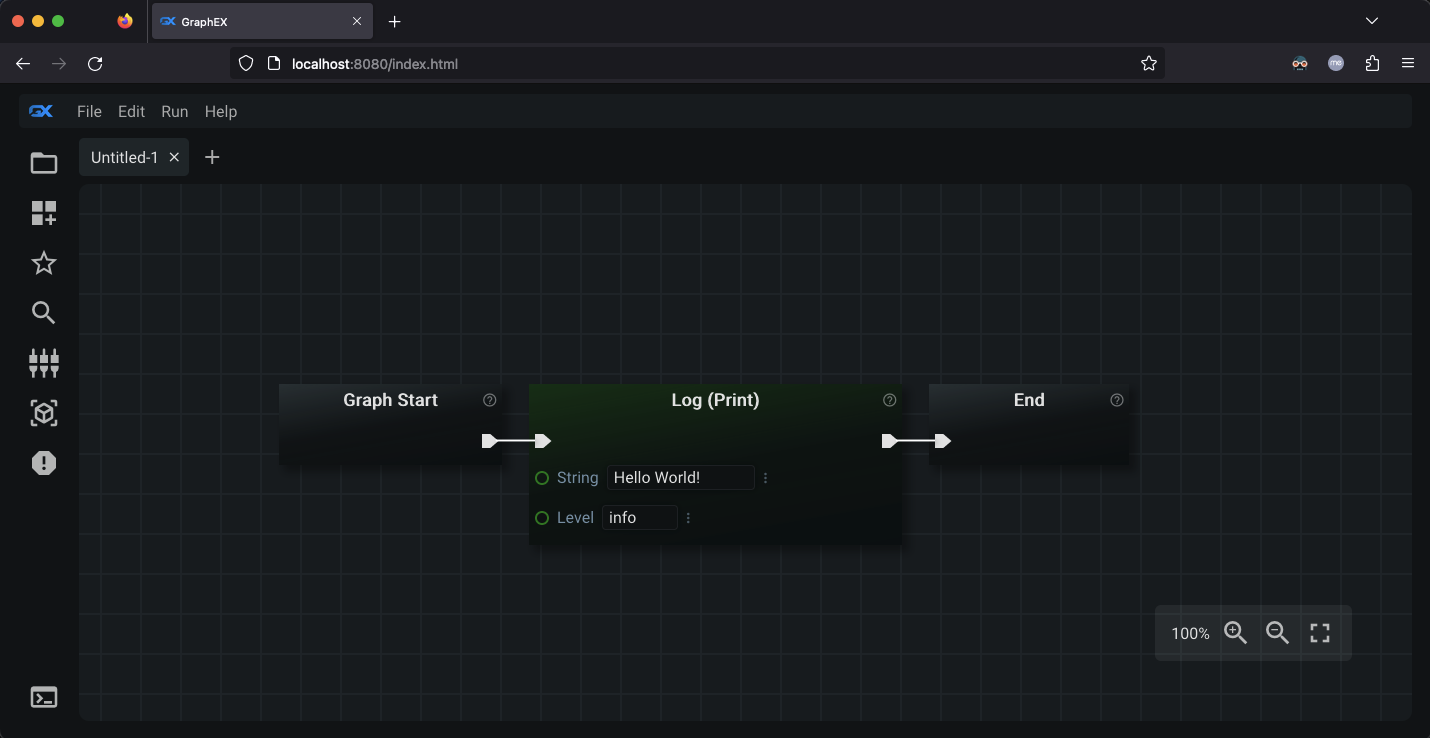 GraphEX
localhost:8080/index.html
me
GX File Edit Run Help
Untitled-1
Graph Start
Log (Print)
End
String Hello World!
Level info
100%